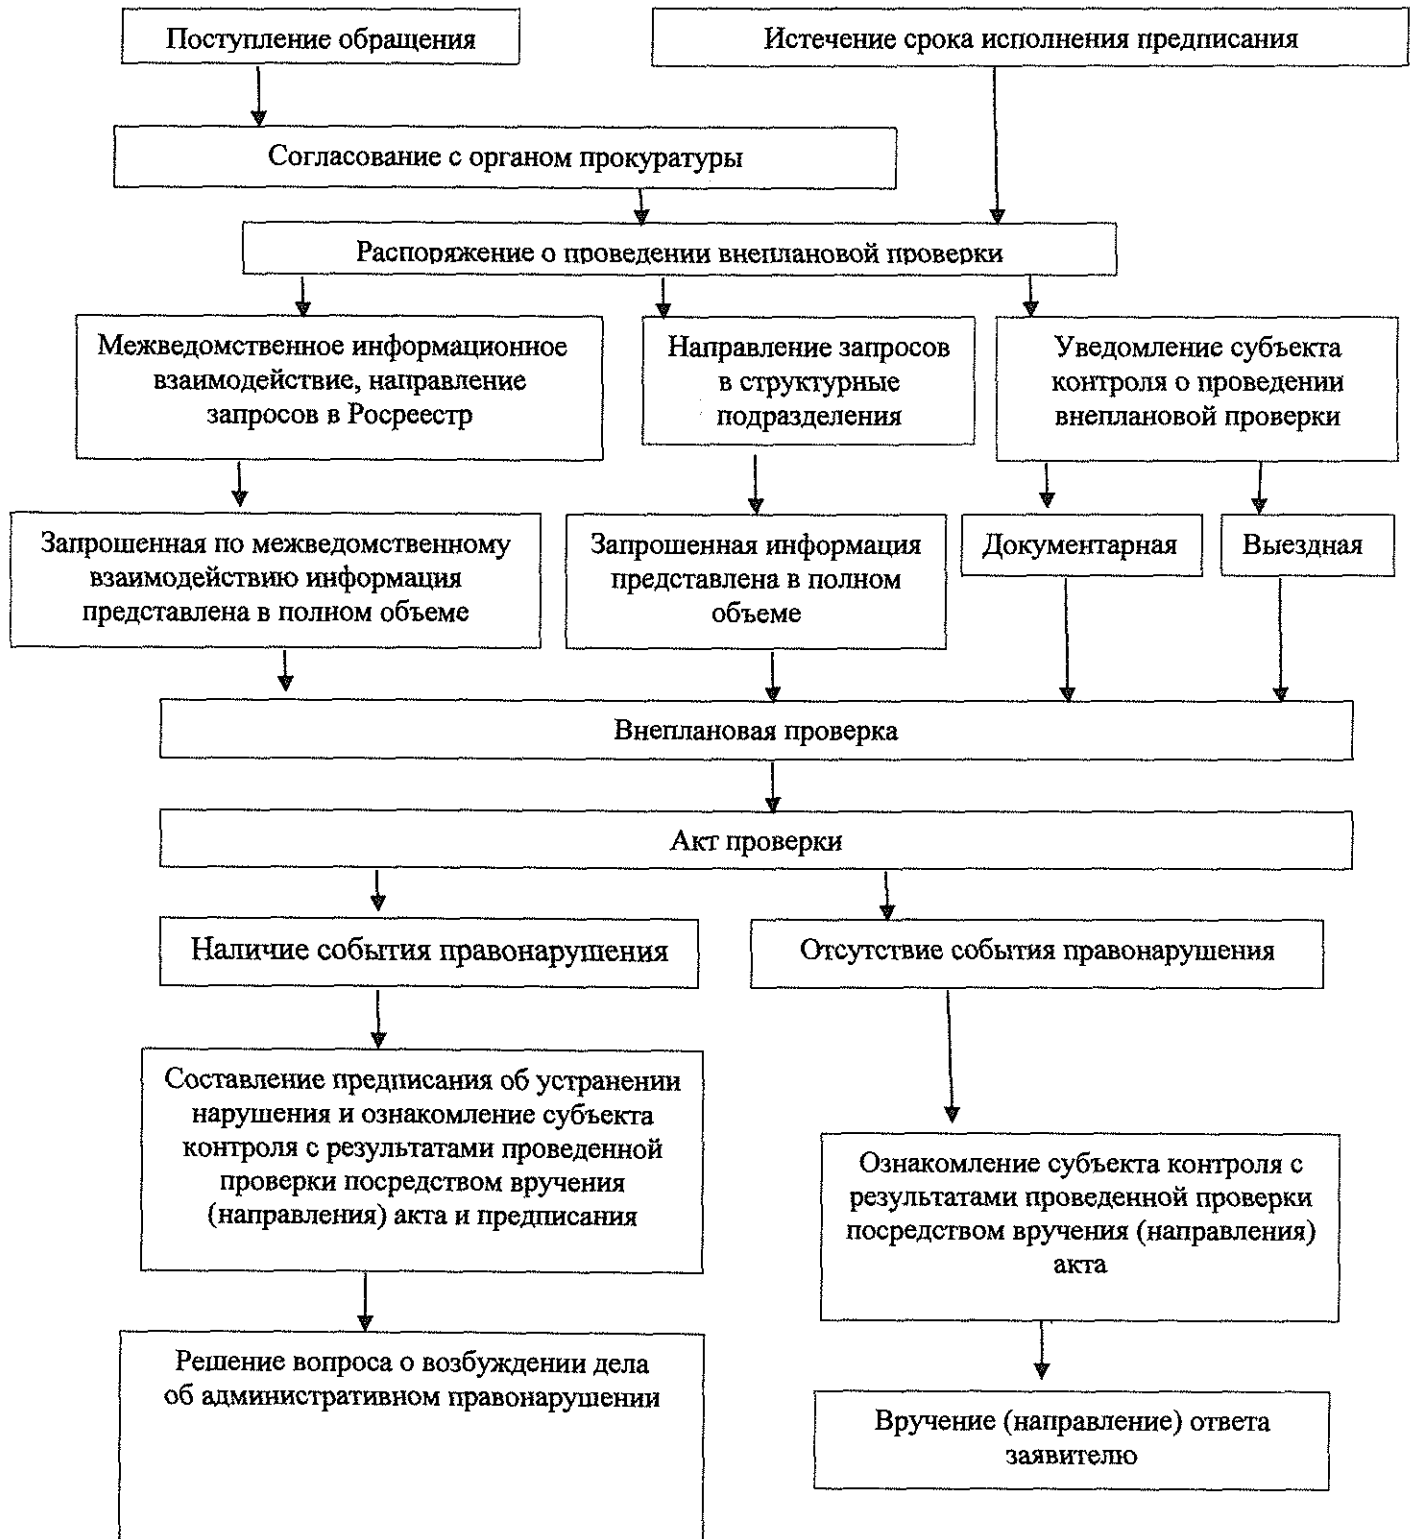 Поступление обращения
Истечение срока исполнения предписания
Согласование с органом прокуратуры
Распоряжение о проведении внеплановой проверки
Межведомственное информационное
взаимодействие, направление
запросов в Росреестр
Направление запросов
в структурные
подразделения
Уведомление субъекта
контроля о проведении
внеплановой проверки
Запрошенная по межведомственному
взаимодействию информация
представлена в полном объеме
Запрошенная информация
представлена в полном
объеме
Документарная
Выездная
Внеплановая проверка
Акт проверки
Наличие события правонарушения
Отсутствие события правонарушения
Составление предписания об устранении
нарушения и ознакомление субъекта
контроля с результатами проведенной
проверки посредством вручения
(направления) акта и предписания
Ознакомление субъекта контроля с
результатами проведенной проверки
посредством вручения (направления)
акта
Решение вопроса о возбуждении дела
об административном правонарушении
Вручение (направление) ответа
заявителю